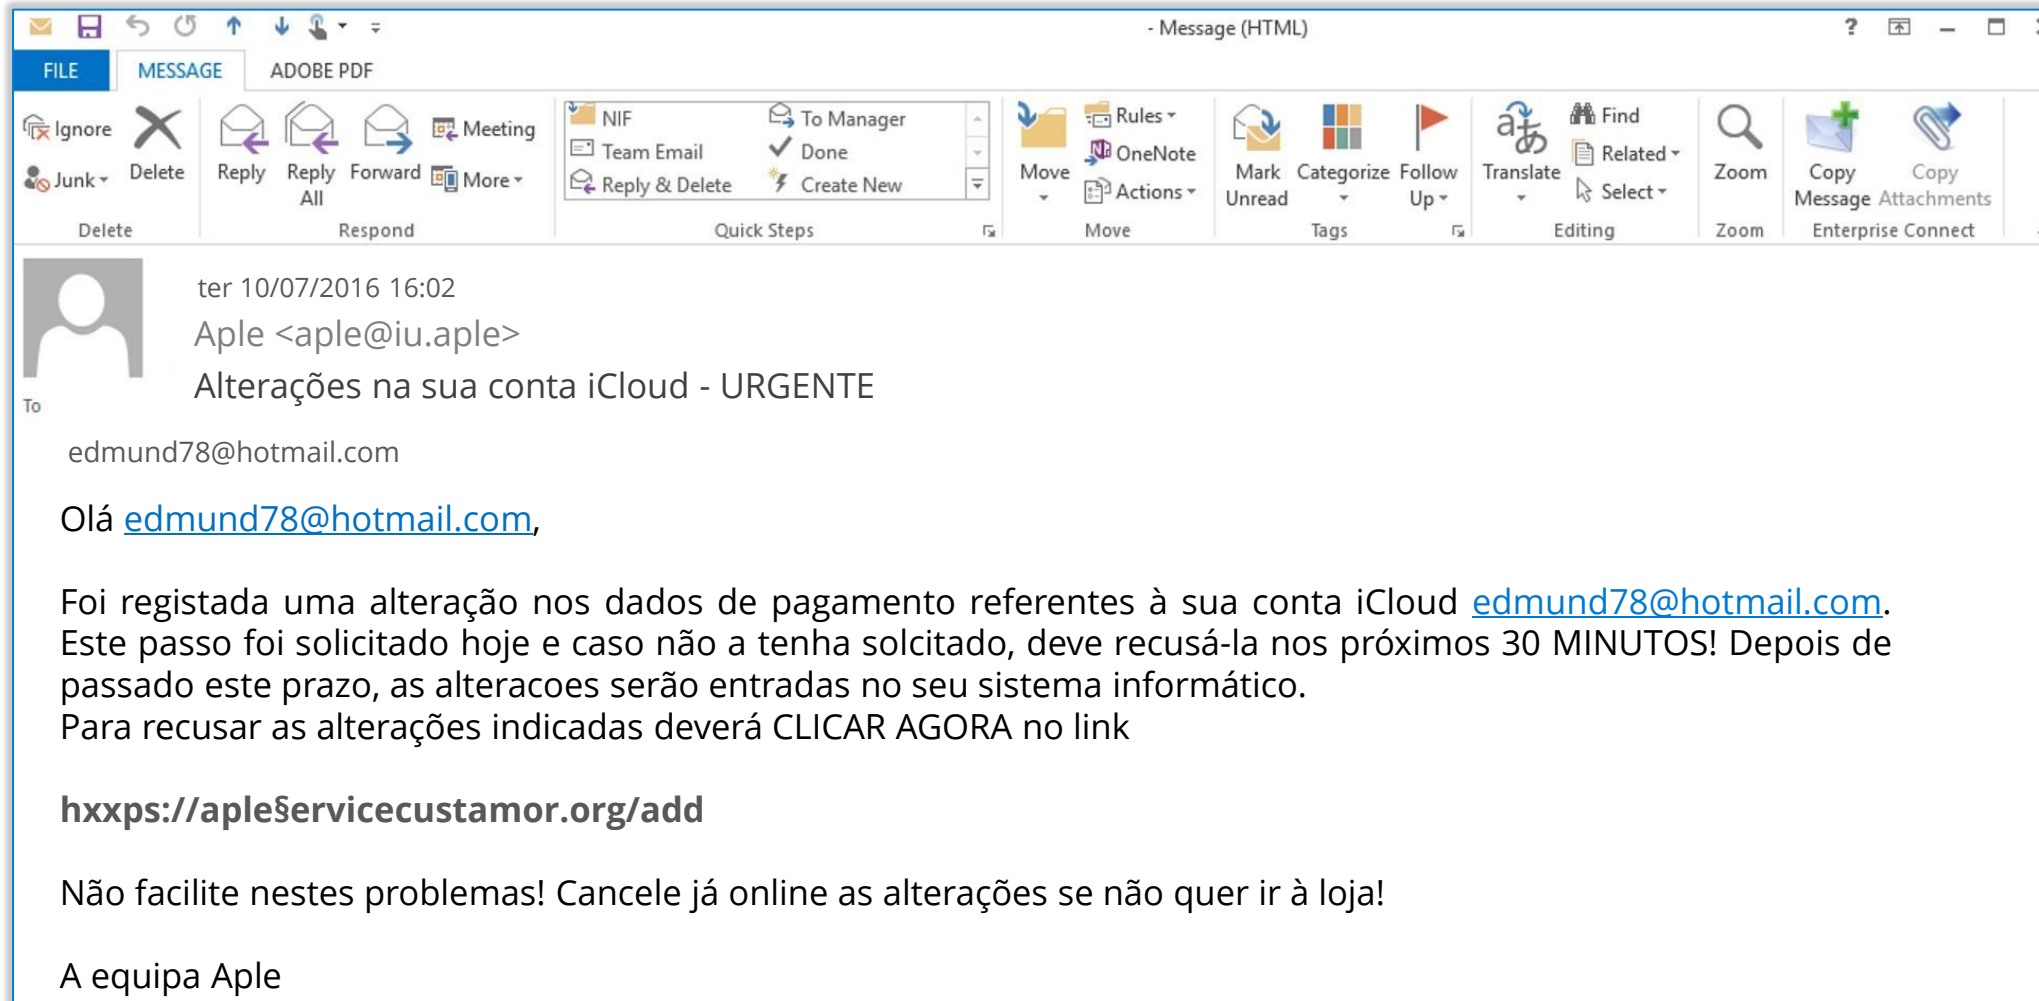 - Message (HTML)
?
FILE
MESSAGE
ADOBE PDF
Ignore
Junk
Delete
Reply
Reply All
Forward
Meeting
More
NIF
Team Email
Reply & Delete
To Manager
Done
Create New
Move
Rules
OneNote
Actions
Mark Unread
Categorize
Follow Up
Translate
Find
Related
Select
Zoom
Copy Message
Copy Attachments
Delete
Respond
Quick Steps
Move
Tags
Editing
Zoom
Enterprise Connect
ter 10/07/2016 16:02
Aple <aple@iu.aple>
Alterações na sua conta iCloud - URGENTE
To
edmund78@hotmail.com
Olá edmund78@hotmail.com,
Foi registada uma alteração nos dados de pagamento referentes à sua conta iCloud edmund78@hotmail.com.
Este passo foi solicitado hoje e caso não a tenha solcitado, deve recusá-la nos próximos 30 MINUTOS! Depois de
passado este prazo, as alteracoes serão entradas no seu sistema informático.
Para recusar as alterações indicadas deverá CLICAR AGORA no link
hxxps://aple§ervicecustamor.org/add
Não facilite nestes problemas! Cancele já online as alterações se não quer ir à loja!
A equipa Aple